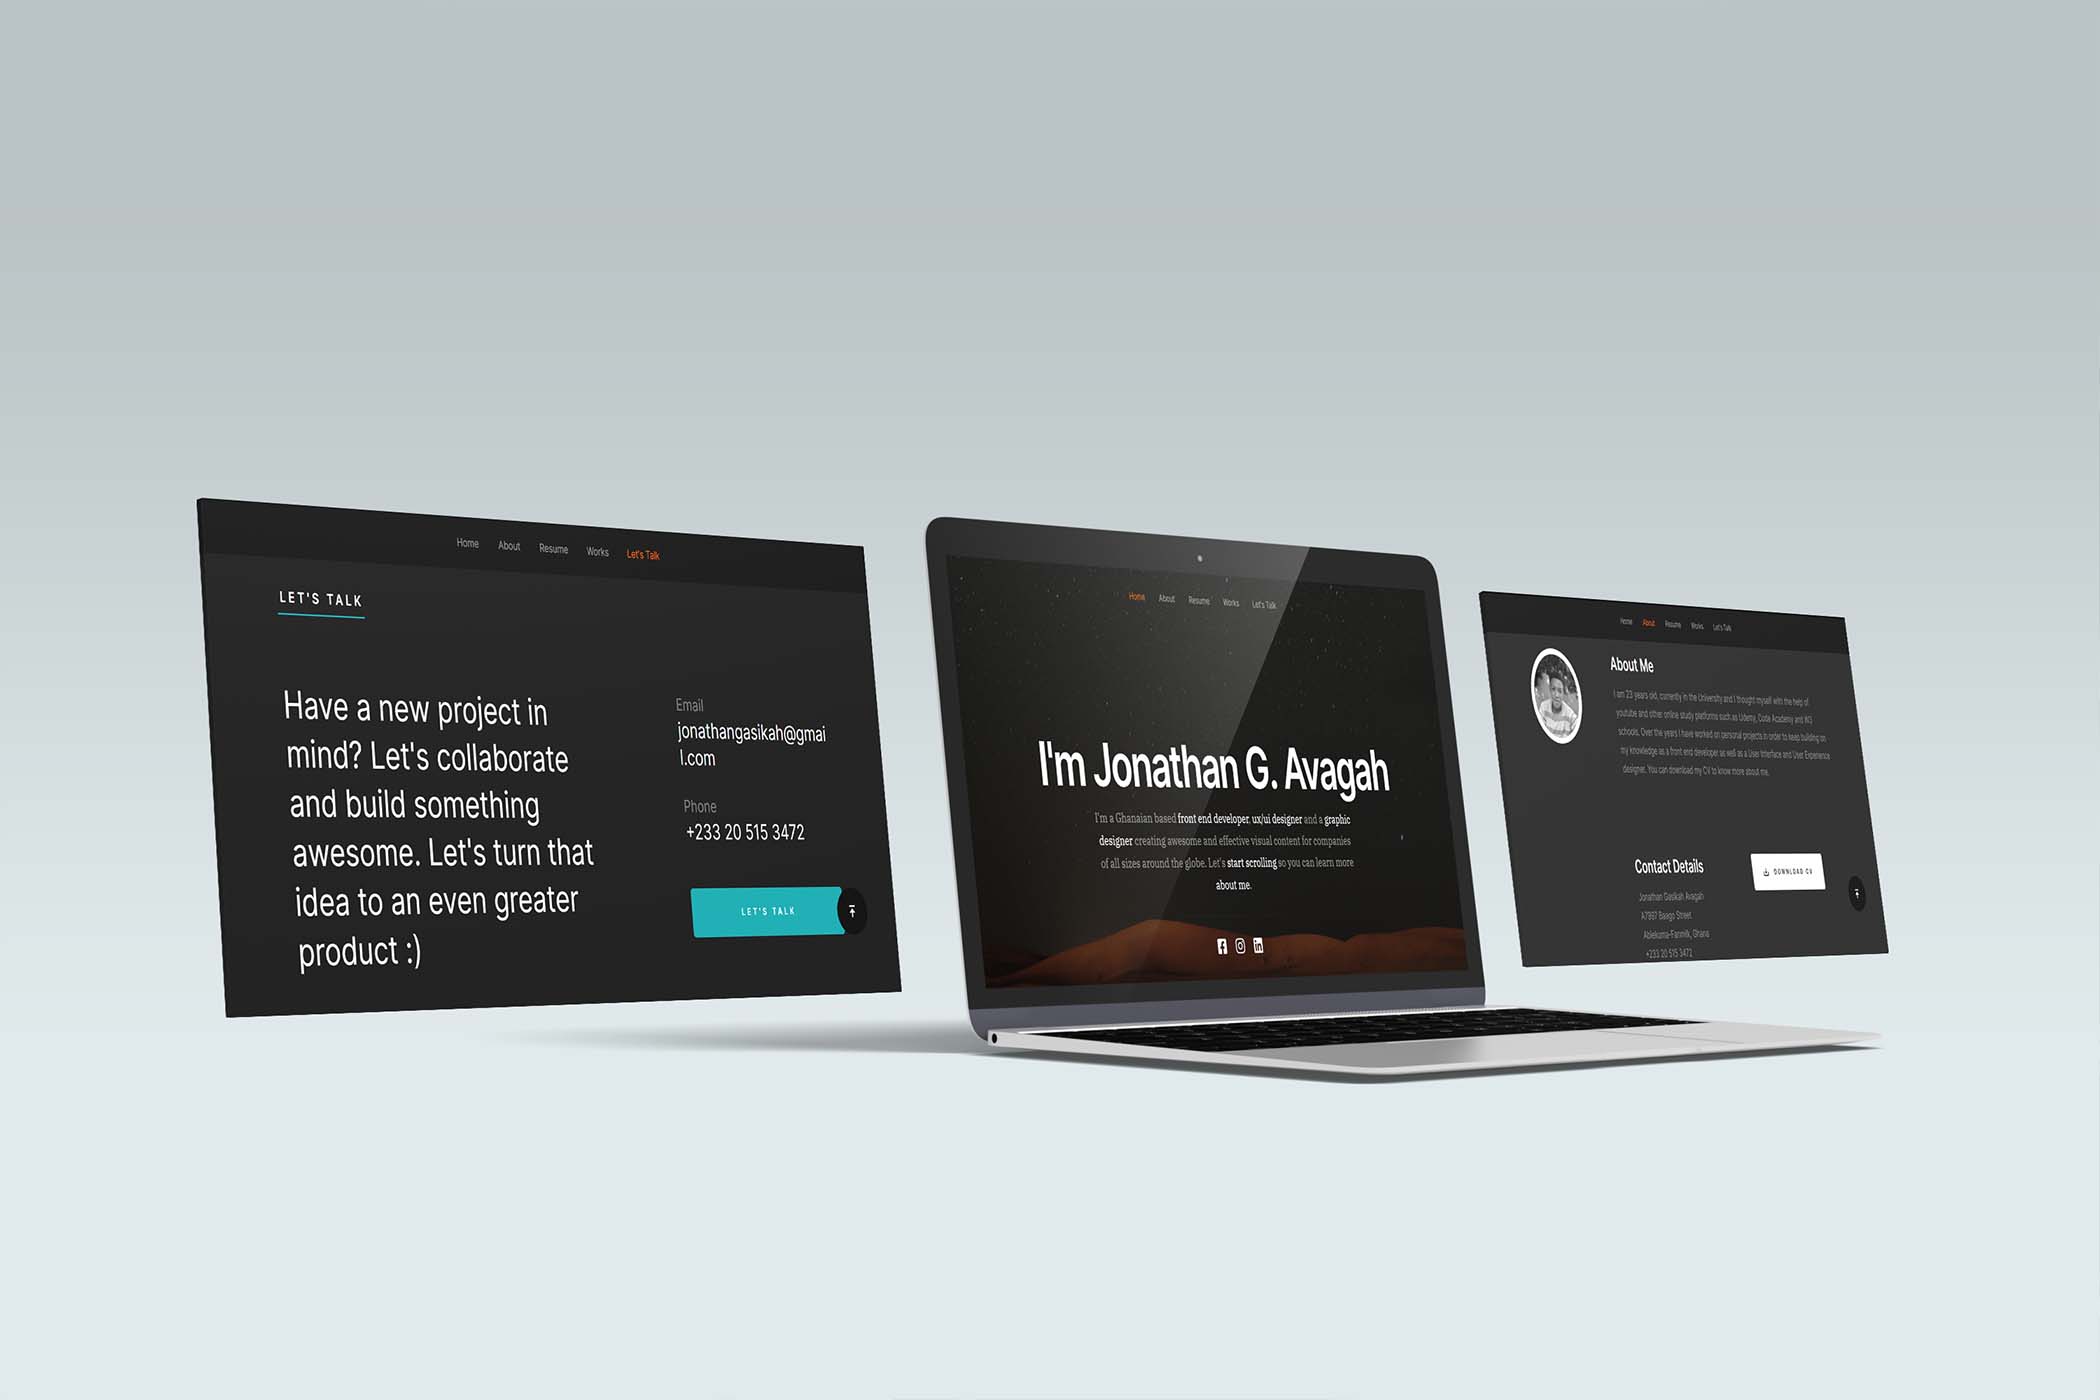 Home About Resume Works Let's Talk
LET'S TALK
Have a new project in
mind? Let's collaborate
and build something
awesome. Let's turn that
idea to an even greater
product :)
Email
jonathangasikah@gmai
l.com
Phone
+233 20 515 3472
LET'S TALK
Home About Resume Works Let's Talk
I'm Jonathan G. Avagah
I'm a Ghanaian based front end developer, ux/ui designer and a graphic
designer creating awesome and effective visual content for companies
of all sizes around the globe. Let's start scrolling so you can learn more
about me.
Home About Resume Works Let's Talk
About Me
I am 23 years old, currently in the University and I thought myself with the help of
youtube and other online study platforms such as Udemy, Code Academy and W3
schools. Over the years I have worked on personal projects in order to keep building on
my knowledge as a front end developer as well as a User Interface and User Experience
designer. You can download my CV to know more about me.
Contact Details
Jonathan Gasikah Avagah
Baago Street
Ablekuma-Fanmilk, Ghana
+233 20 515 3472
DOWNLOAD CV